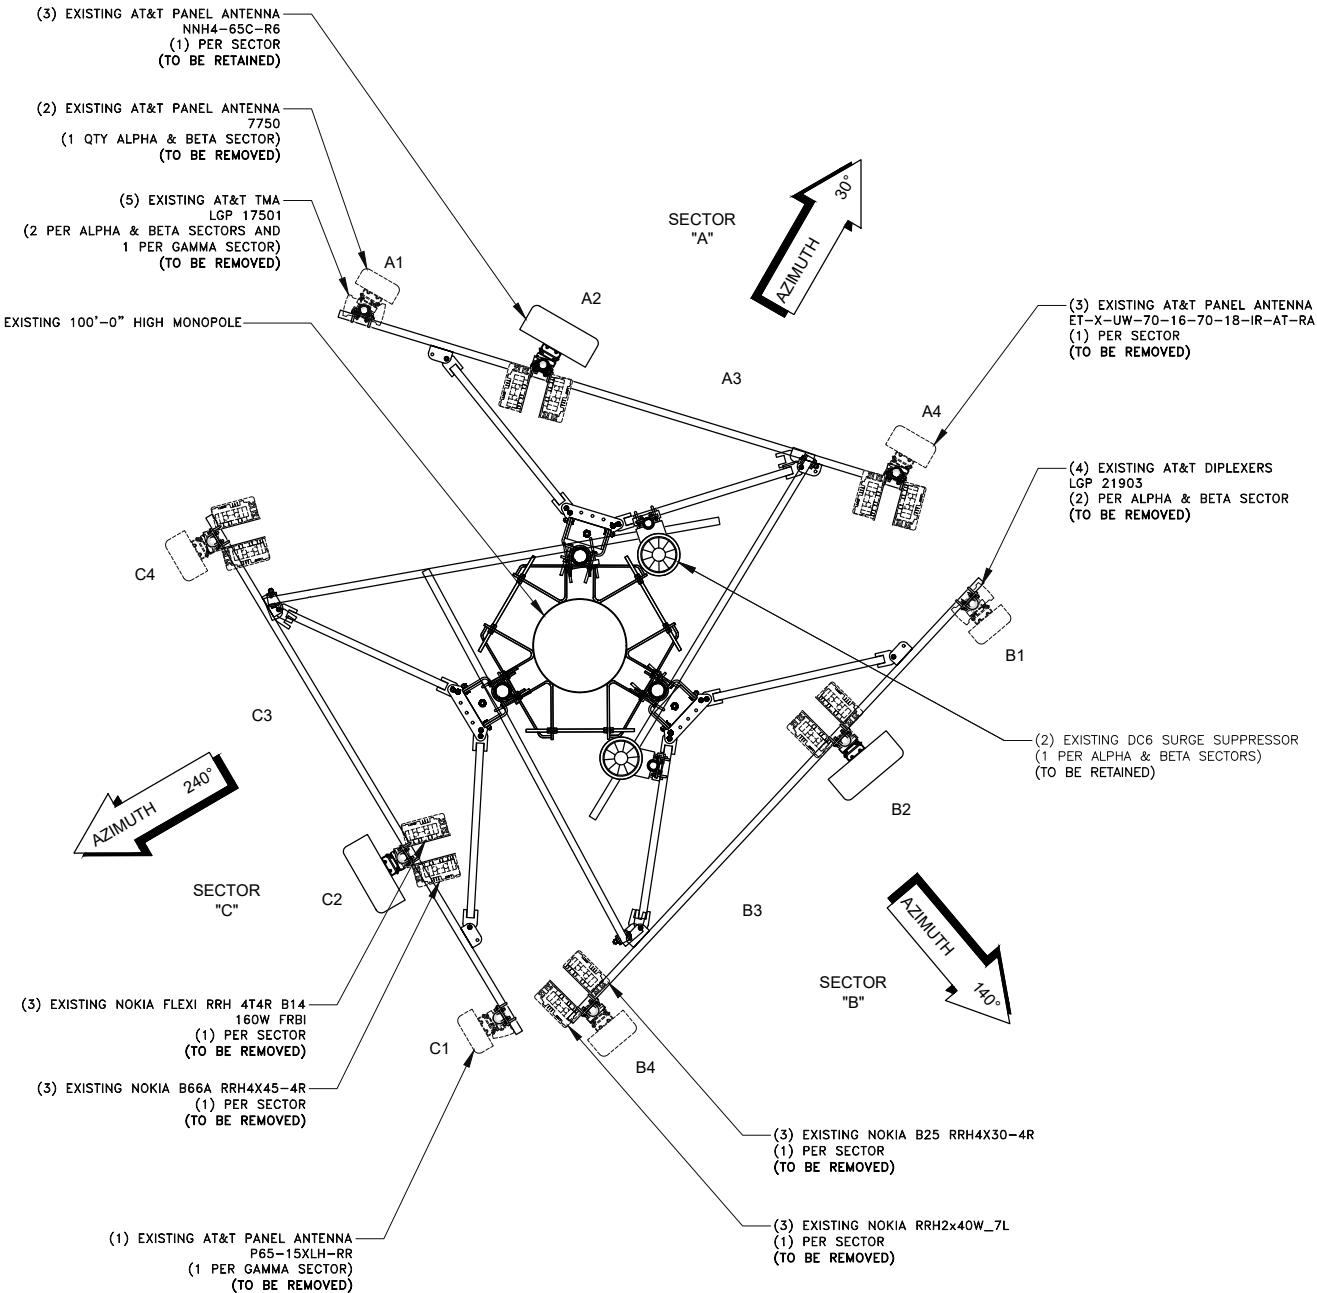 (3) EXISTING AT&T PANEL ANTENNA
NNH4-65C-R6
(1) PER SECTOR
(TO BE RETAINED)
(2) EXISTING AT&T PANEL ANTENNA
7750
(1 QTY ALPHA & BETA SECTOR)
(TO BE REMOVED)
(5) EXISTING AT&T TMA
LGP 17501
(2 PER ALPHA & BETA SECTORS AND
1 PER GAMMA SECTOR)
(TO BE REMOVED)
EXISTING 100'-0" HIGH MONOPOLE
SECTOR
"A"
AZIMUTH
30°
A1
A2
A3
A4
(3) EXISTING AT&T PANEL ANTENNA
ET-X-UW-70-16-70-18-IR-AT-RA
(1) PER SECTOR
(TO BE REMOVED)
(4) EXISTING AT&T DIPLEXERS
LGP 21903
(2) PER ALPHA & BETA SECTOR
(TO BE REMOVED)
C4
B1
C3
(2) EXISTING DC6 SURGE SUPPRESSOR
(1 PER ALPHA & BETA SECTORS)
(TO BE RETAINED)
AZIMUTH
240°
B2
SECTOR
"C"
C2
B3
AZIMUTH
140°
SECTOR
"B"
(3) EXISTING NOKIA FLEXI RRH 4T4R B14
160W FRBI
(1) PER SECTOR
(TO BE REMOVED)
C1
B4
(3) EXISTING NOKIA B66A RRH4X45-4R
(1) PER SECTOR
(TO BE REMOVED)
(3) EXISTING NOKIA B25 RRH4X30-4R
(1) PER SECTOR
(TO BE REMOVED)
(3) EXISTING NOKIA RRH2x40W_7L
(1) PER SECTOR
(TO BE REMOVED)
(1) EXISTING AT&T PANEL ANTENNA
P65-15XLH-RR
(1 PER GAMMA SECTOR)
(TO BE REMOVED)